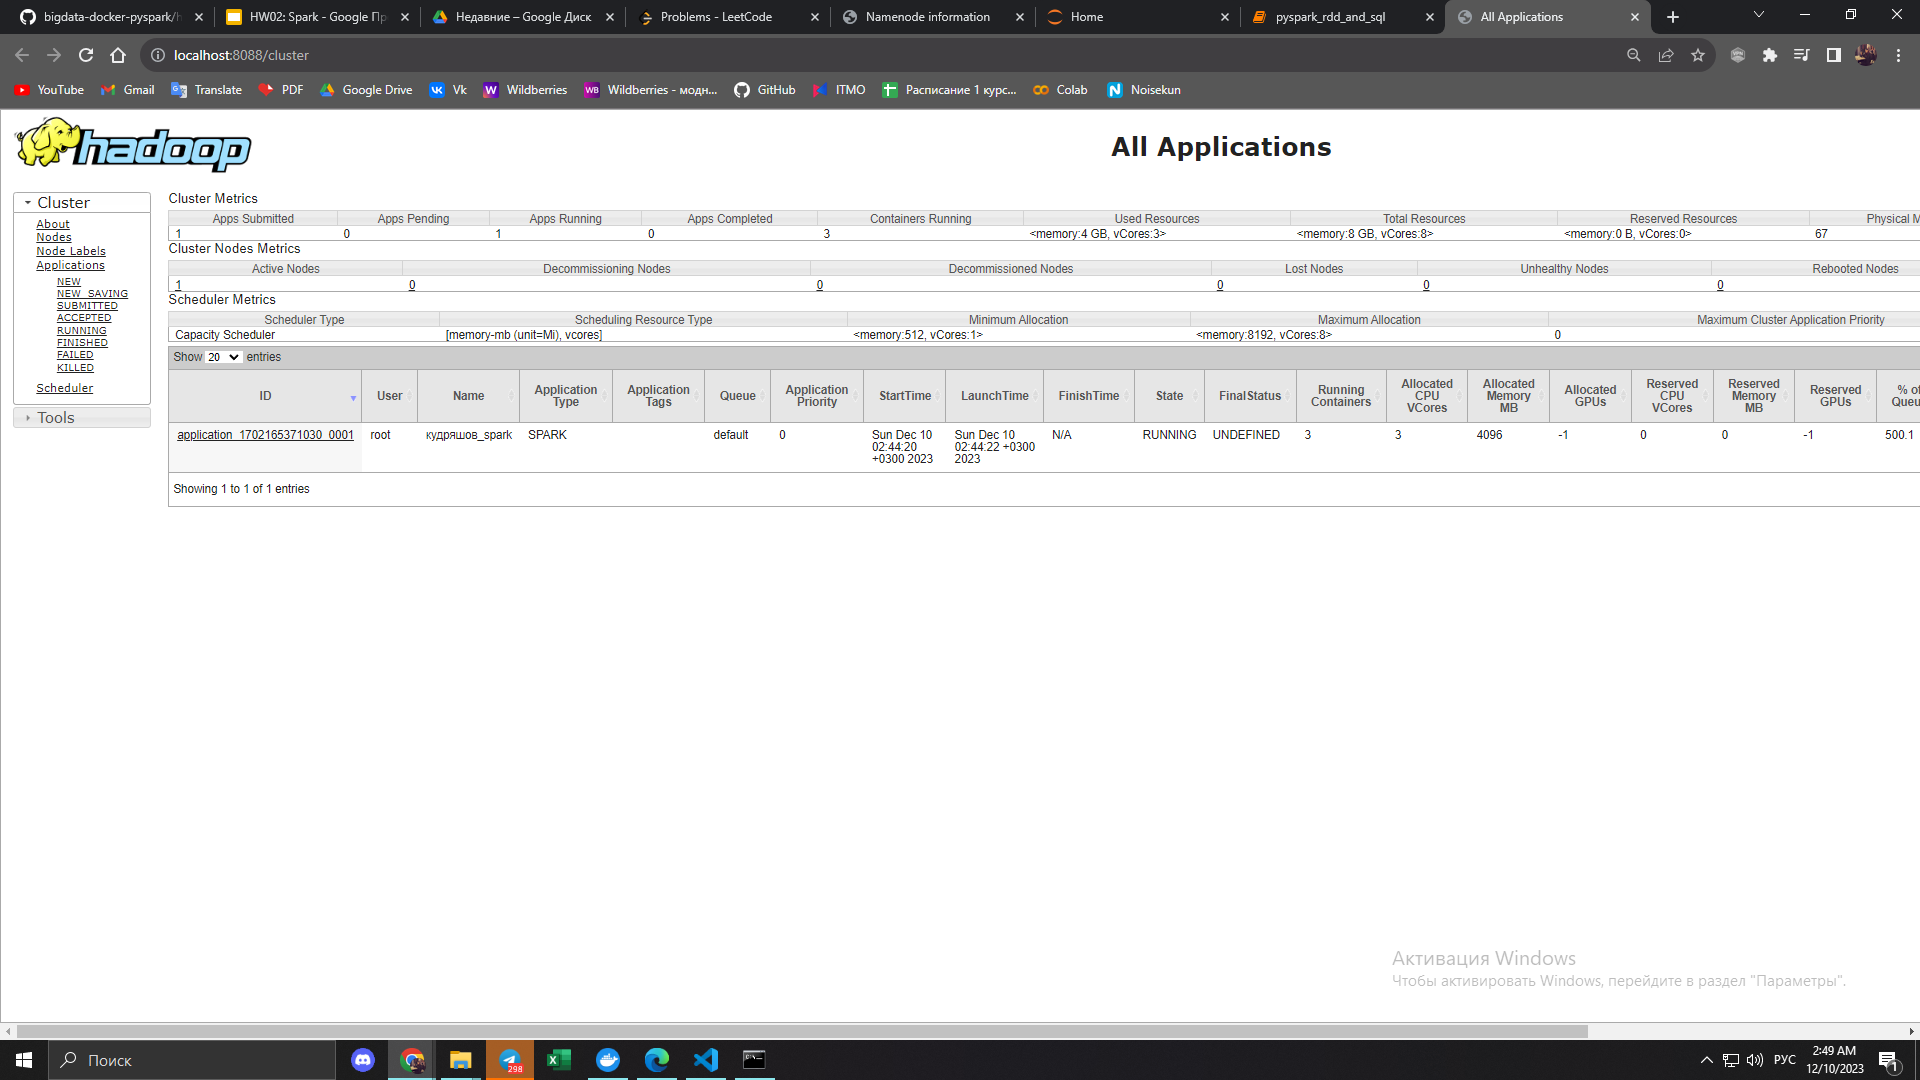 bigdata-docker-pyspark/h
HW02: Spark - Google Пр
Недавние – Google Диск
Problems - LeetCode
Namenode information
Home
pyspark_rdd_and_sql
All Applications
localhost:8088/cluster
YouTube
Gmail
Translate
PDF
Google Drive
Vk
Wildberries
Wildberries - модн...
GitHub
ITMO
Расписание 1 курс...
Colab
Noisekun
hadoop
All Applications
Cluster
About
Nodes
Node Labels
Applications
NEW
NEW_SAVING
SUBMITTED
ACCEPTED
RUNNING
FINISHED
FAILED
KILLED
Scheduler
Tools
Cluster Metrics
Apps Submitted Apps Pending Apps Running Apps Completed Containers Running Used Resources Total Resources Reserved Resources Physical M
1 0 1 0 3 <memory:4 GB, vCores:3> <memory:8 GB, vCores:8> <memory:0 B, vCores:0> 67
Cluster Nodes Metrics
Active Nodes Decommissioning Nodes Decommissioned Nodes Lost Nodes Unhealthy Nodes Rebooted Nodes
1 0 0 0 0 0
Scheduler Metrics
Scheduler Type Scheduling Resource Type Minimum Allocation Maximum Allocation Maximum Cluster Application Priority
Capacity Scheduler [memory-mb (unit=Mi), vcores] <memory:512, vCores:1> <memory:8192, vCores:8> 0
Show 20 entries
ID
User
Name
Application
Type
Application
Tags
Queue
Application
Priority
StartTime
LaunchTime
FinishTime
State
FinalStatus
Running
Containers
Allocated
CPU
VCores
Allocated
Memory
MB
Allocated
GPUs
Reserved
CPU
VCores
Reserved
Memory
MB
Reserved
GPUs
% of
Queu
application_1702165371030_0001
root
кудряшов_spark
SPARK
default
0
Sun Dec 10
02:44:20
+0300 2023
Sun Dec 10
02:44:22 +0300
2023
N/A
RUNNING
UNDEFINED
3
3
4096
-1
0
0
-1
500.1
Showing 1 to 1 of 1 entries
Активация Windows
Чтобы активировать Windows, перейдите в раздел "Параметры".
Поиск
298
РУС
2:49 AM
12/10/2023
1